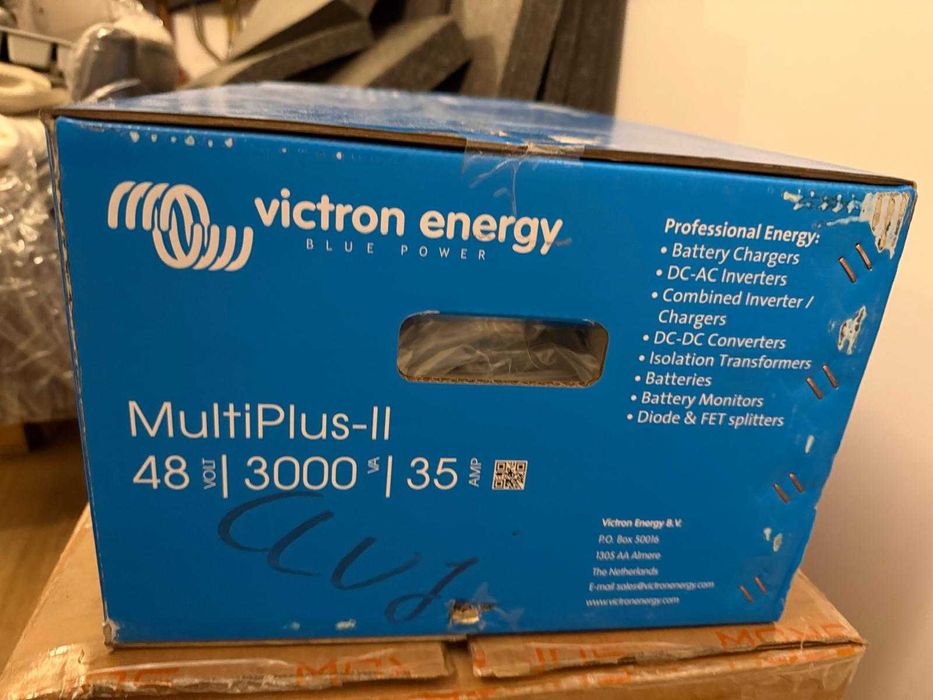 victron energy
BLUE POWER
Professional Energy:
• Battery Chargers
• DC-AC Inverters
• Combined Inverter /
Chargers
• DC-DC Converters
• Isolation Transformers
• Batteries
• Battery Monitors
• Diode & FET splitters
MultiPlus-II
48 VOLT | 3000 VA | 35 AMP
Cluj
Victron Energy B.V.
P.O. Box 50016
1305 AA Almere
The Netherlands
E-mail sales@victronenergy.com
www.victronenergy.com